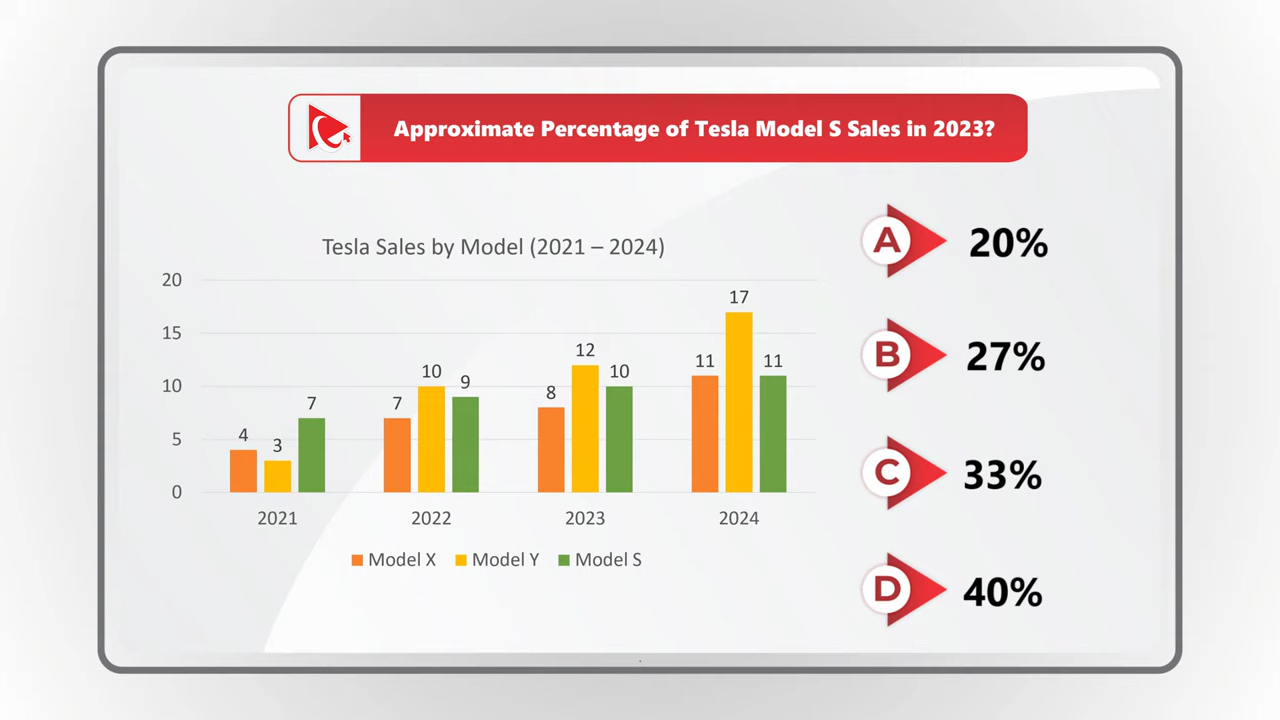 Approximate Percentage of Tesla Model S Sales in 2023?
Tesla Sales by Model (2021 – 2024)
20
15
10
5
0
4
3
7
7
10
9
8
12
10
11
17
11
2021
2022
2023
2024
Model X
Model Y
Model S
A 20%
B 27%
C 33%
D 40%